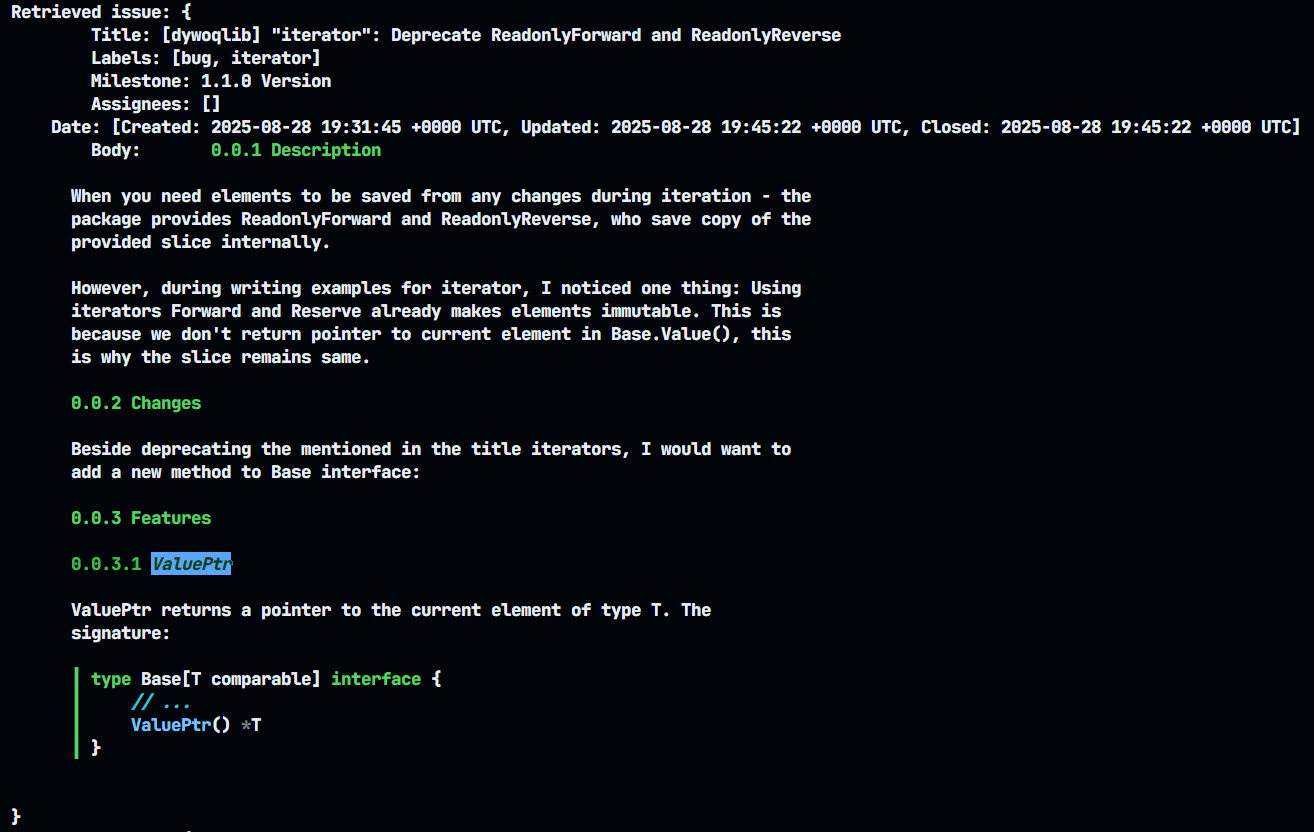 Retrieved issue: {
Title: [dywoqlib] "iterator": Deprecate ReadonlyForward and ReadonlyReverse
Labels: [bug, iterator]
Milestone: 1.1.0 Version
Assignees: []
Date: [Created: 2025-08-28 19:31:45 +0000 UTC, Updated: 2025-08-28 19:45:22 +0000 UTC, Closed: 2025-08-28 19:45:22 +0000 UTC]
Body: 0.0.1 Description
When you need elements to be saved from any changes during iteration - the
package provides ReadonlyForward and ReadonlyReverse, who save copy of the
provided slice internally.
However, during writing examples for iterator, I noticed one thing: Using
iterators Forward and Reserve already makes elements immutable. This is
because we don't return pointer to current element in Base.Value(), this
is why the slice remains same.
0.0.2 Changes
Beside deprecating the mentioned in the title iterators, I would want to
add a new method to Base interface:
0.0.3 Features
0.0.3.1 ValuePtr
ValuePtr returns a pointer to the current element of type T. The
signature:
type Base[T comparable] interface {
// ...
ValuePtr() *T
}
}